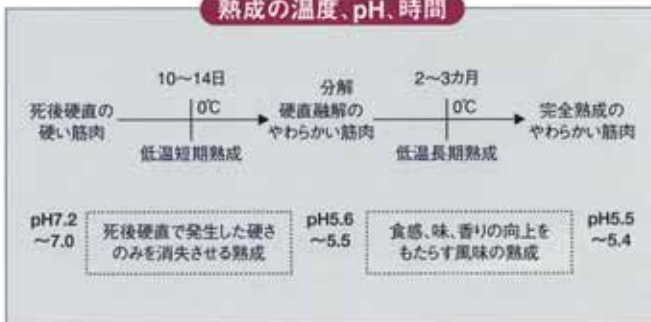 熟成の温度、pH、時間
10〜14日
分解
2〜3カ月
死後硬直の
硬い筋肉
0℃
硬直融解の
やわらかい筋肉
0℃
完全熟成の
やわらかい筋肉
低温短期熟成
低温長期熟成
pH7.2
〜7.0
死後硬直で発生した硬さ
のみを消失させる熟成
pH5.6
〜5.5
食感、味、香りの向上を
もたらす風味の熟成
pH5.5
〜5.4